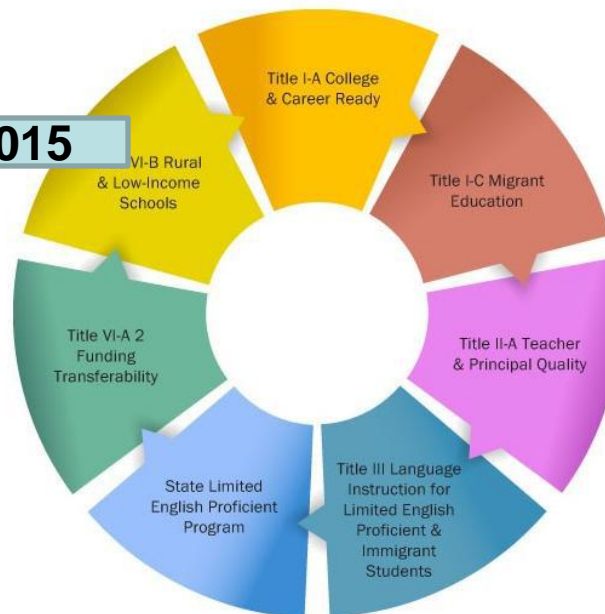 Title I-A College
& Career Ready
Title I-C Migrant
Education
Title II-A Teacher
& Principal Quality
Title III Language
Instruction for
Limited English
Proficient &
Immigrant
Students
State Limited
English Proficient
Program
Title VI-A 2
Funding
Transferability
VI-B Rural
& Low-Income
Schools
015